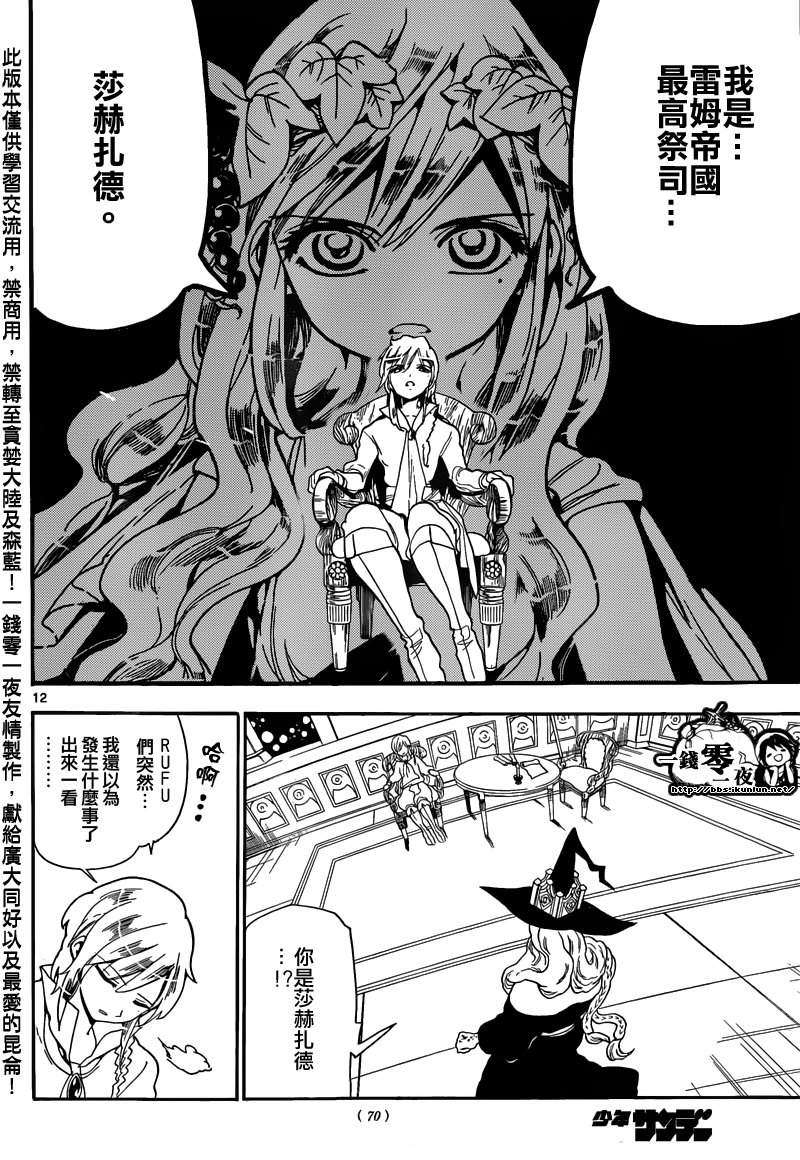 我是…
雷姆帝國
最高祭司…
莎赫扎德。
12
你是莎赫扎德
…!?
哈啊…
RUFU
們突然…
我還以為
發生什麼事了
出來一看
………
一錢零一夜
http://bbs.ikunlun.net/
此版本僅供學習交流用，禁商用，禁轉至貪婪大陸及森藍！一錢零一夜友情製作，獻給廣大同好以及最愛的昆侖！
(70)
少年サンデー